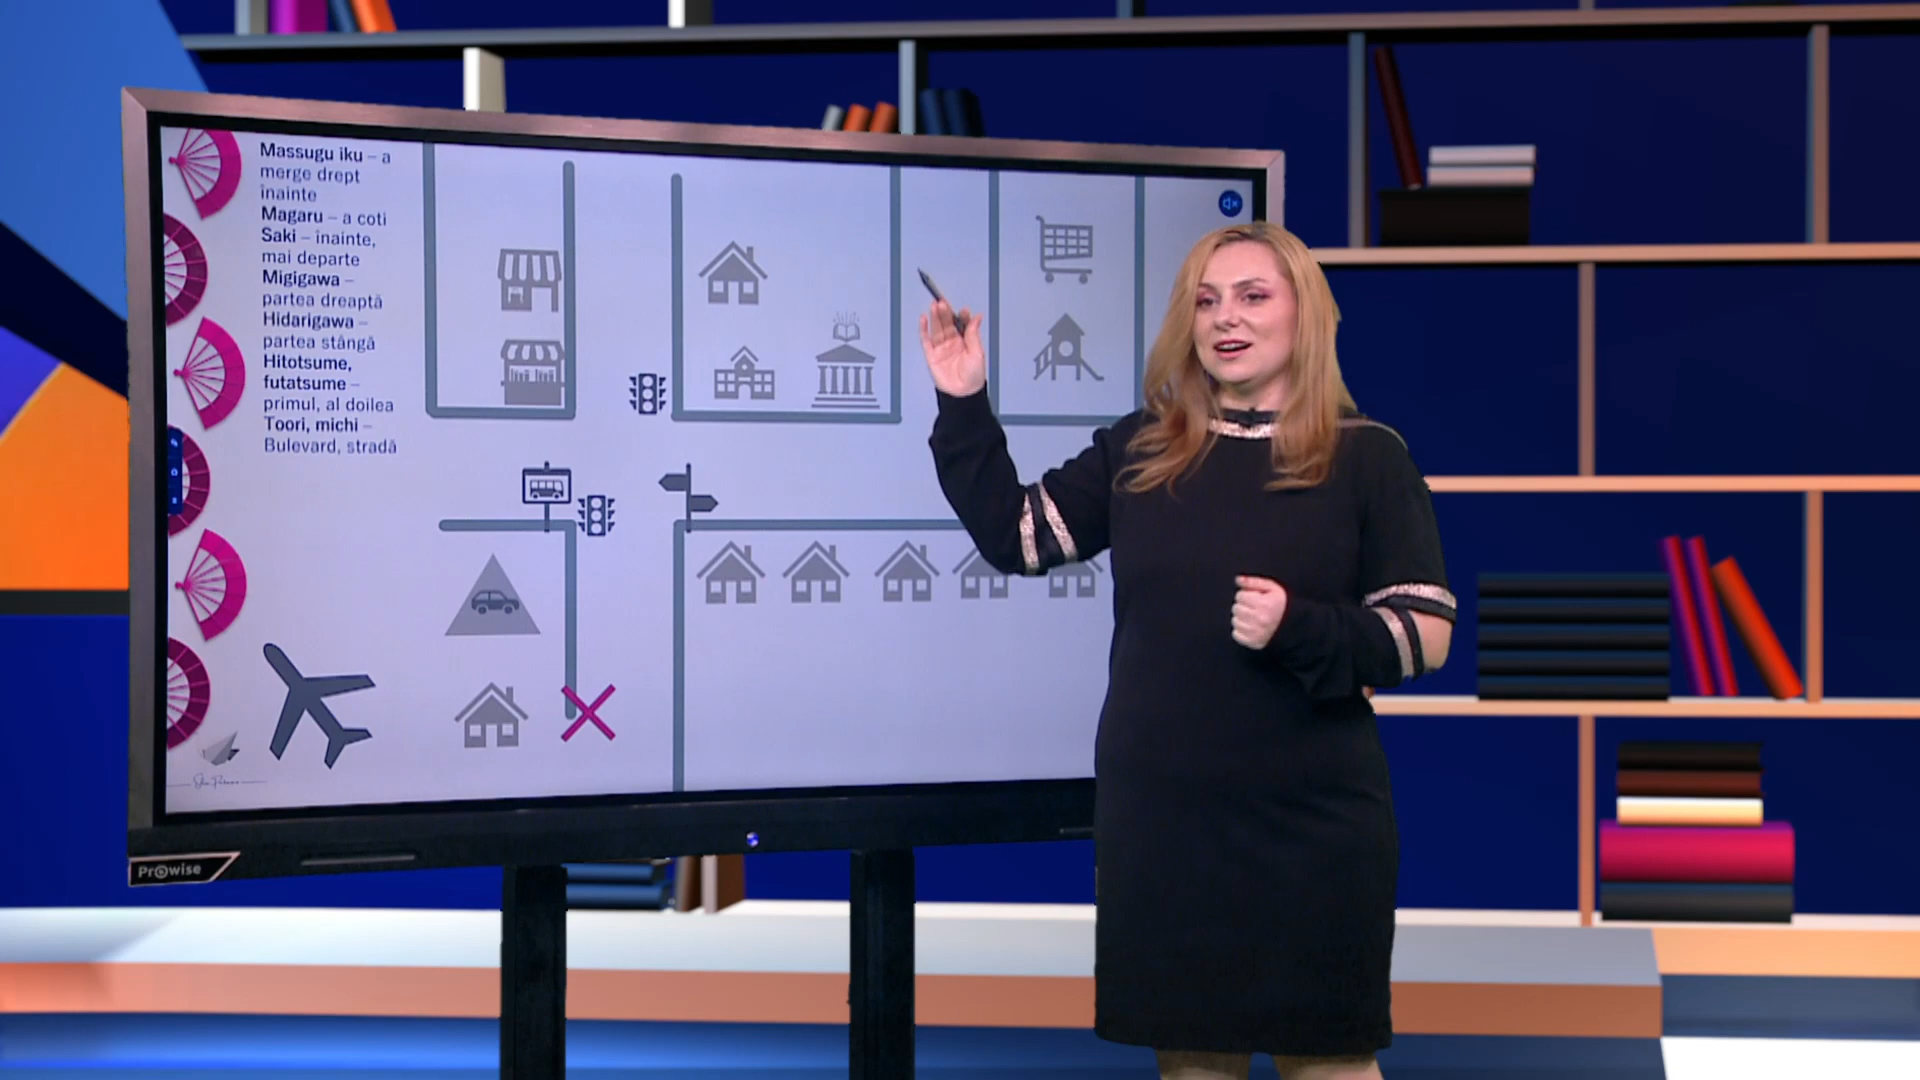 Massugu iku – a
merge drept
înainte
Magaru – a coti
Saki – înainte,
mai departe
Migigawa –
partea dreaptă
Hidarigawa –
partea stângă
Hitotsume,
futatsume –
primul, al doilea
Toori, michi –
Bulevard, stradă
Prowise